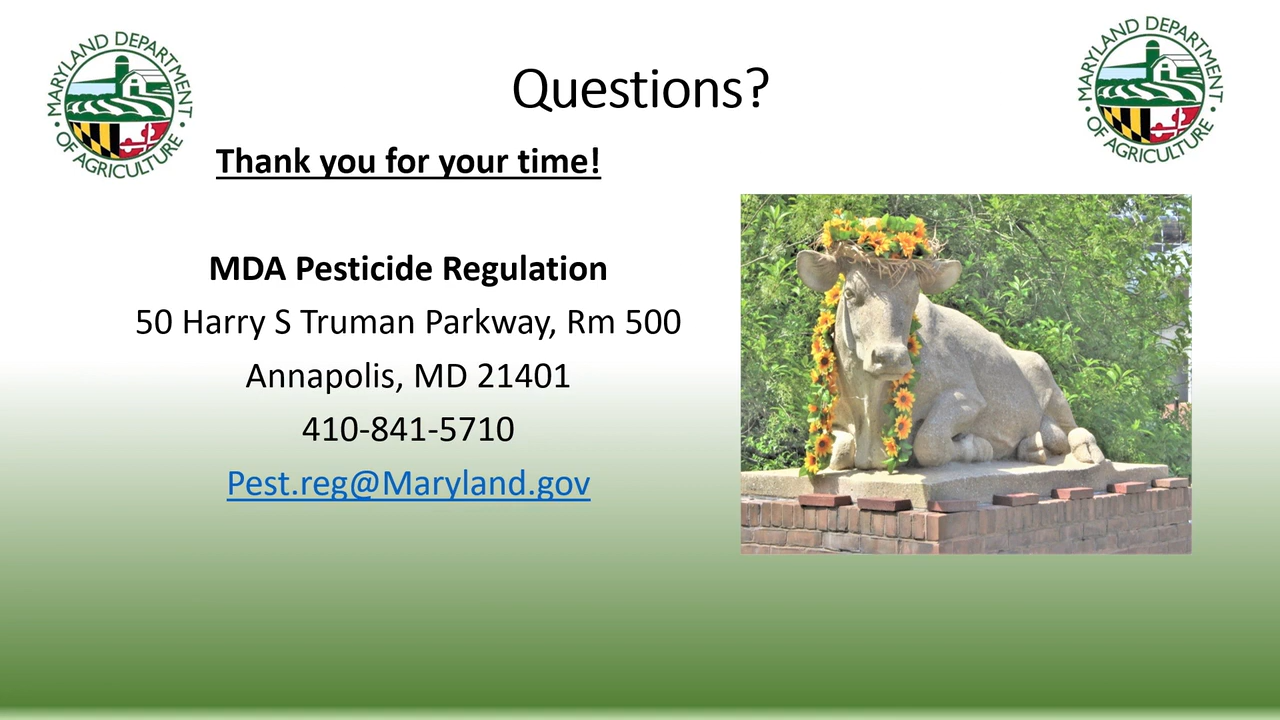 MARYLAND DEPARTMENT
OF AGRICULTURE
MARYLAND DEPARTMENT
OF AGRICULTURE
Questions?
Thank you for your time!
MDA Pesticide Regulation
50 Harry S Truman Parkway, Rm 500
Annapolis, MD 21401
410-841-5710
Pest.reg@Maryland.gov